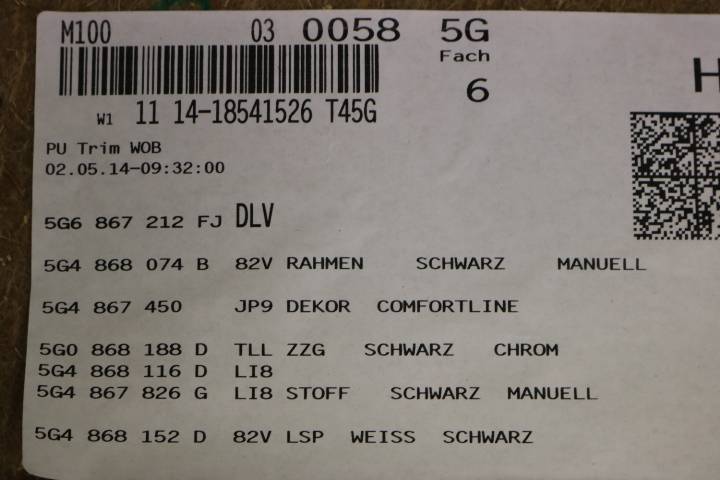 M100 03 0058 5G
Fach
6
W1 11 14-18541526 T45G
PU Trim WOB
02.05.14-09:32:00
5G6 867 212 FJ DLV
5G4 868 074 B 82V RAHMEN SCHWARZ MANUELL
5G4 867 450 JP9 DEKOR COMFORTLINE
5G0 868 188 D TLL ZZG SCHWARZ CHROM
5G4 868 116 D LI8
5G4 867 826 G LI8 STOFF SCHWARZ MANUELL
5G4 868 152 D 82V LSP WEISS SCHWARZ